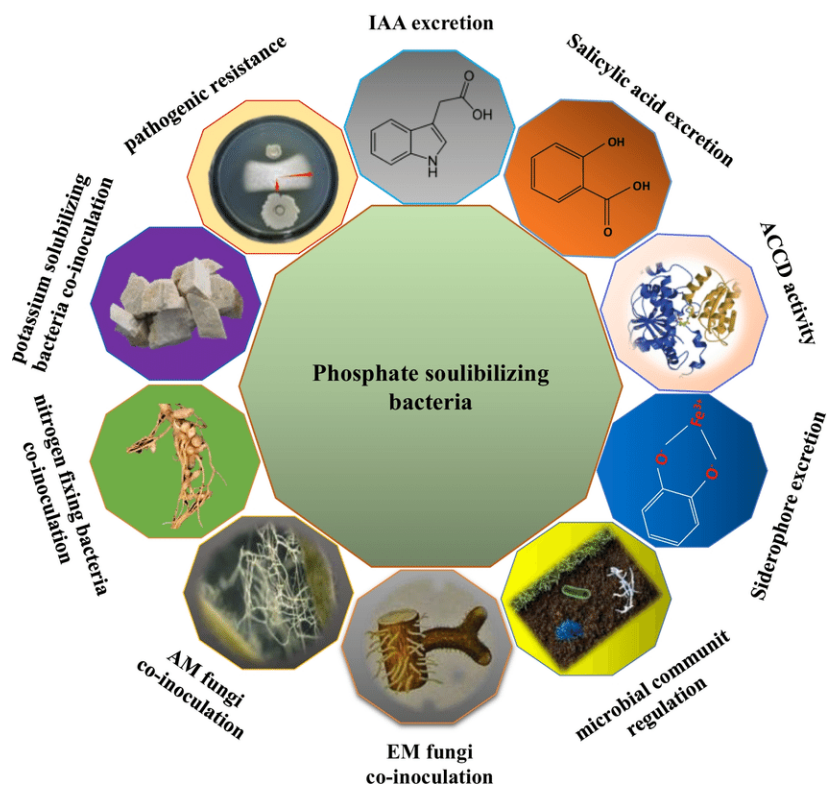 IAA excretion
Salicylic acid excretion
ACCD activity
Siderophore excretion
microbial communit
regulation
EM fungi
co-inoculation
AM fungi
co-inoculation
nitrogen fixing bacteria
co-inoculation
potassium solubilizing
bacteria co-inoculation
pathogenic resistance
Phosphate soulibilizing
bacteria
O
OH
N
H
OH
OH
O
Fe3+
O-
O-